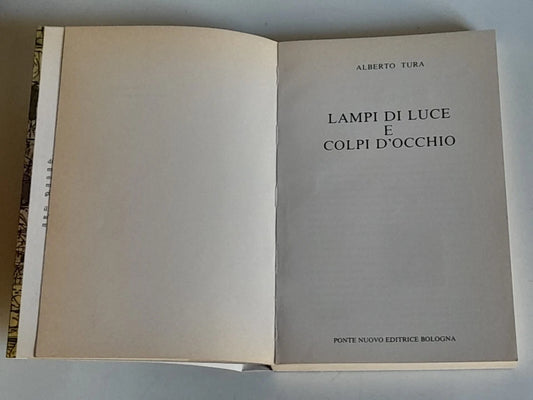 ALBERTO TURA
LAMPI DI LUCE
E
COLPI D'OCCHIO
PONTE NUOVO EDITRICE BOLOGNA